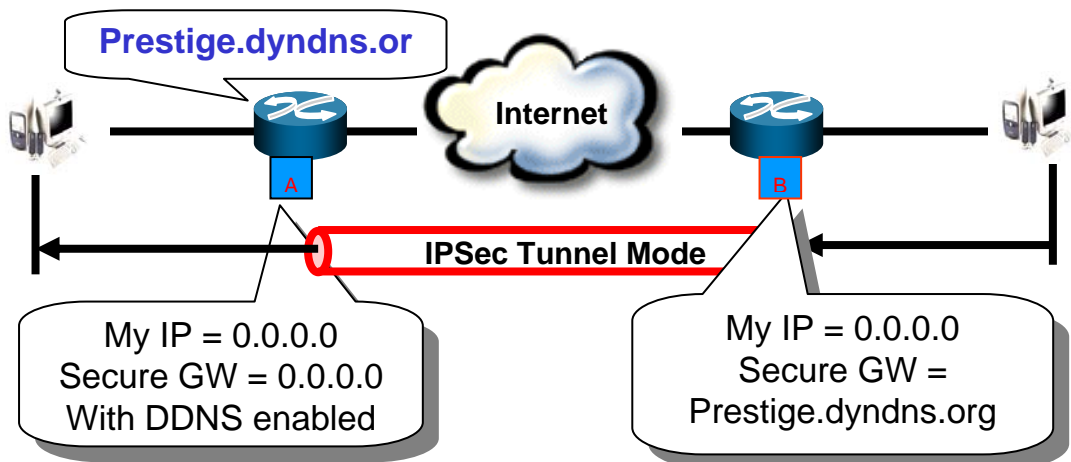 Prestige.dyndns.or
Internet
A
B
IPSec Tunnel Mode
My IP = 0.0.0.0
Secure GW = 0.0.0.0
With DDNS enabled
My IP = 0.0.0.0
Secure GW =
Prestige.dyndns.org